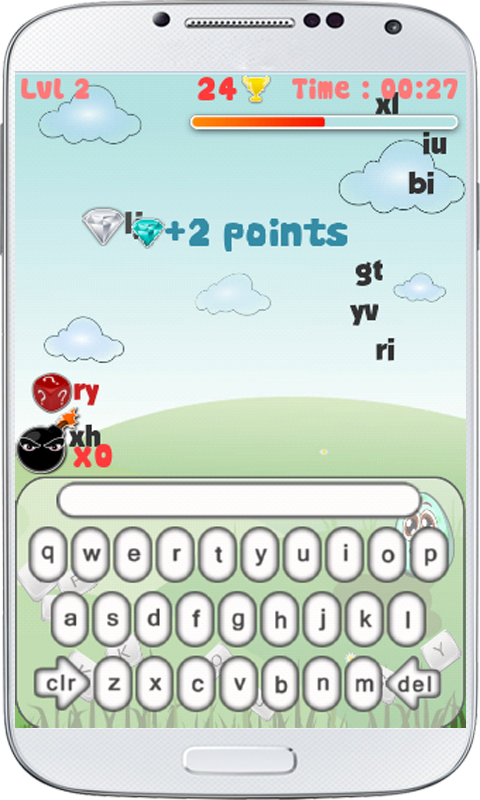 Lvl 2 24 Time : 00:27
xl
iu
bi
+2 points
gt
yv
ri
ry
xh
x0
q w e r t y u i o p
a s d f g h j k l
clr z x c v b n m del